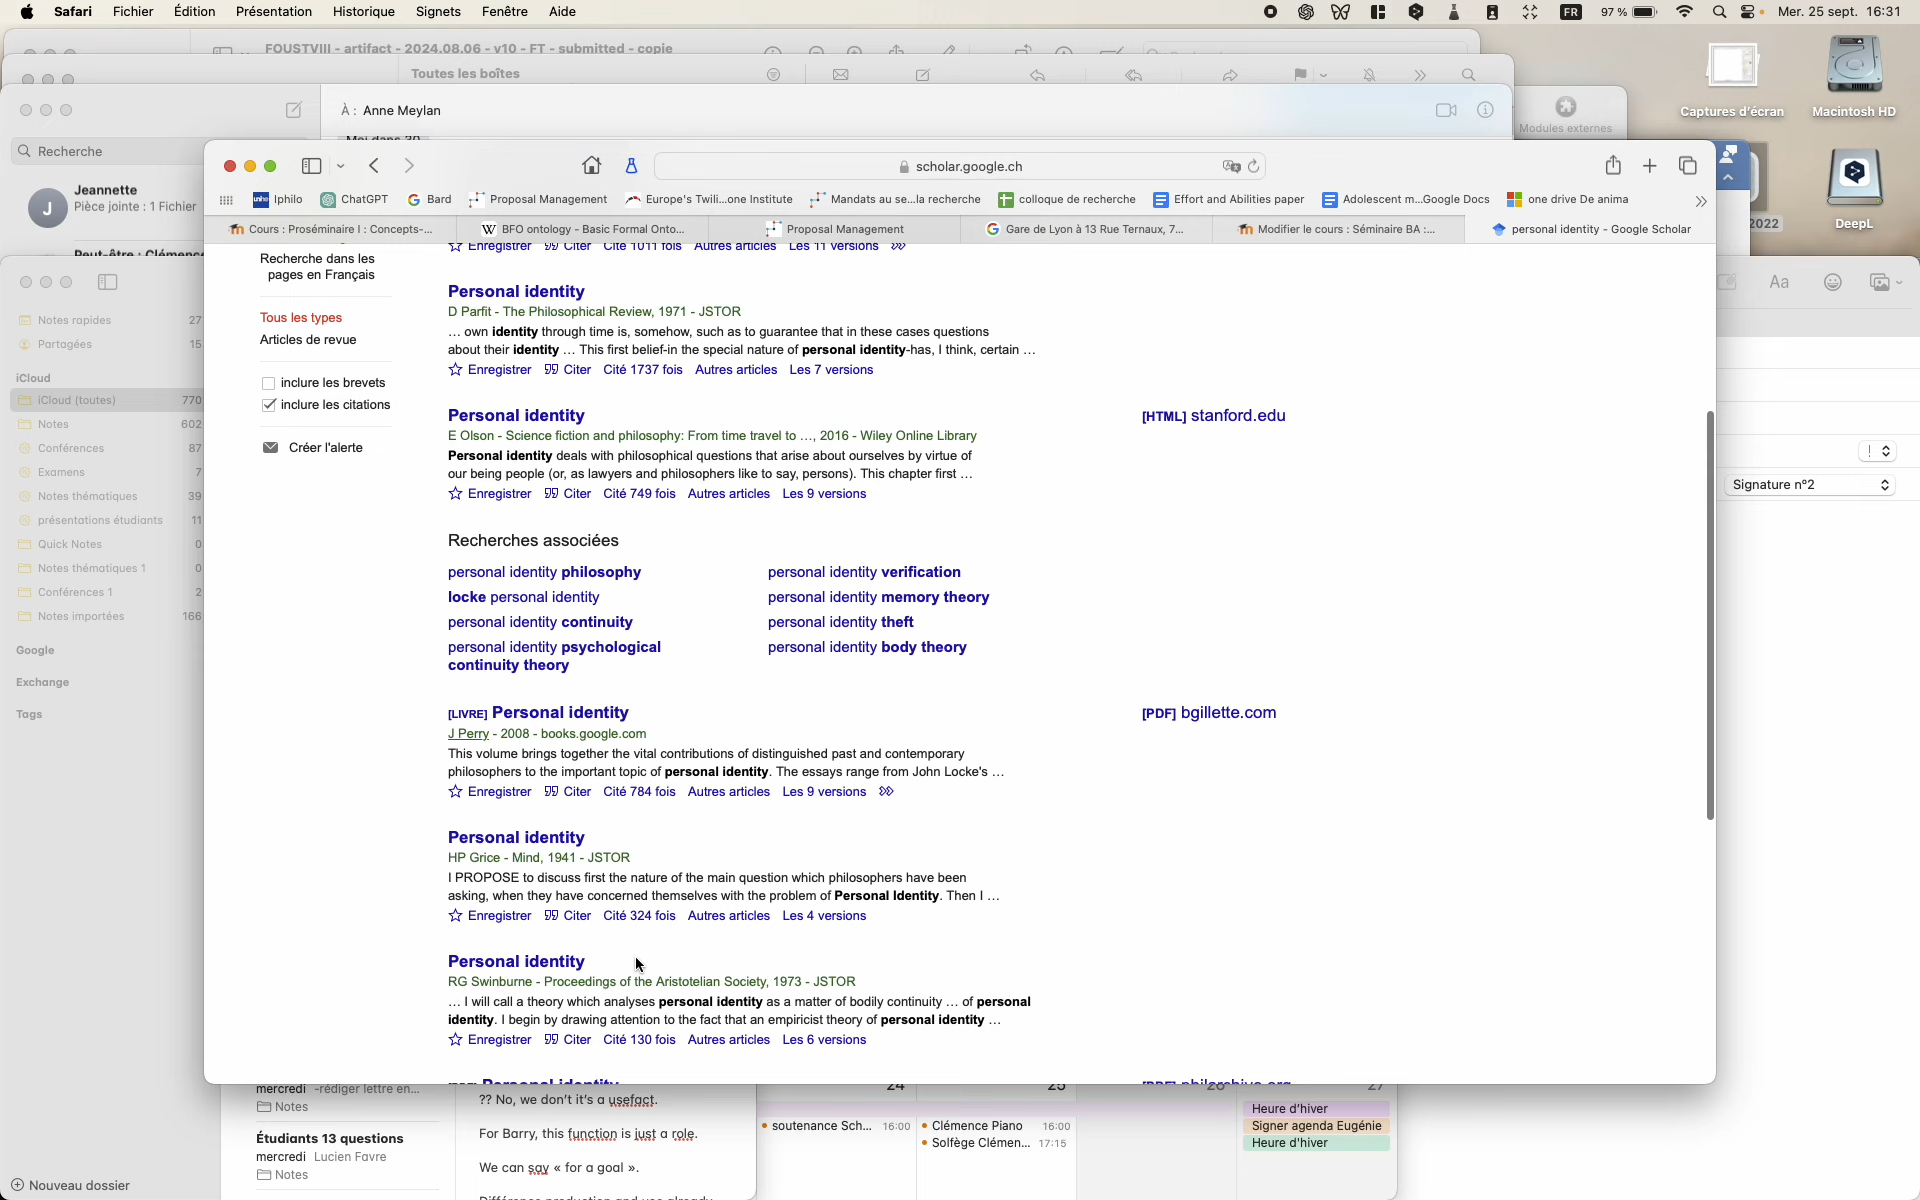 Safari Fichier Édition Présentation Historique Signets Fenêtre Aide FR 97 % Mer. 25 sept. 16:31
FOUSTVIII - artifact - 2024.08.06 - v10 - FT - submitted - copie
Toutes les boîtes
À : Anne Meylan
Captures d'écran
Macintosh HD
Modules externes
Recherche
Jeannette
Pièce jointe : 1 Fichier
J
scholar.google.ch
Iphilo ChatGPT Bard Proposal Management Europe's Twili...one Institute Mandats au se...la recherche colloque de recherche Effort and Abilities paper Adolescent m...Google Docs one drive De anima
Cours : Proséminaire I : Concepts-... BFO ontology - Basic Formal Onto... Proposal Management Gare de Lyon à 13 Rue Ternaux, 7... Modifier le cours : Séminaire BA :... personal identity - Google Scholar
2022
DeepL
Peut-être : Clémence
Enregistrer Citer Cité 1011 fois Autres articles Les 11 versions
Recherche dans les
pages en Français
Tous les types
Articles de revue
inclure les brevets
inclure les citations
Créer l'alerte
Personal identity
D Parfit - The Philosophical Review, 1971 - JSTOR
… own identity through time is, somehow, such as to guarantee that in these cases questions
about their identity … This first belief-in the special nature of personal identity-has, I think, certain …
Enregistrer Citer Cité 1737 fois Autres articles Les 7 versions
Personal identity
[HTML] stanford.edu
E Olson - Science fiction and philosophy: From time travel to …, 2016 - Wiley Online Library
Personal identity deals with philosophical questions that arise about ourselves by virtue of
our being people (or, as lawyers and philosophers like to say, persons). This chapter first …
Enregistrer Citer Cité 749 fois Autres articles Les 9 versions
Recherches associées
personal identity philosophy
personal identity verification
locke personal identity
personal identity memory theory
personal identity continuity
personal identity theft
personal identity psychological
continuity theory
personal identity body theory
[LIVRE] Personal identity
[PDF] bgillette.com
J Perry - 2008 - books.google.com
This volume brings together the vital contributions of distinguished past and contemporary
philosophers to the important topic of personal identity. The essays range from John Locke's …
Enregistrer Citer Cité 784 fois Autres articles Les 9 versions
Personal identity
HP Grice - Mind, 1941 - JSTOR
I PROPOSE to discuss first the nature of the main question which philosophers have been
asking, when they have concerned themselves with the problem of Personal Identity. Then I …
Enregistrer Citer Cité 324 fois Autres articles Les 4 versions
Personal identity
RG Swinburne - Proceedings of the Aristotelian Society, 1973 - JSTOR
… I will call a theory which analyses personal identity as a matter of bodily continuity … of personal
identity. I begin by drawing attention to the fact that an empiricist theory of personal identity …
Enregistrer Citer Cité 130 fois Autres articles Les 6 versions
Personal identity
Notes rapides 27
Partagées 15
iCloud
iCloud (toutes) 770
Notes 602
Conférences 87
Examens 7
Notes thématiques 39
présentations étudiants 11
Quick Notes 0
Notes thématiques 1 0
Conférences 1 2
Notes importées 166
Google
Exchange
Tags
Nouveau dossier
Aa
!
Signature n°2
mercredi -rédiger lettre en...
Notes
Étudiants 13 questions
mercredi Lucien Favre
Notes
?? No, we don't it's a usefact.
For Barry, this function is just a role.
We can say « for a goal ».
24 25 26 27
soutenance Sch... 16:00
Clémence Piano 16:00
Solfège Clémen... 17:15
Heure d'hiver
Signer agenda Eugénie
Heure d'hiver